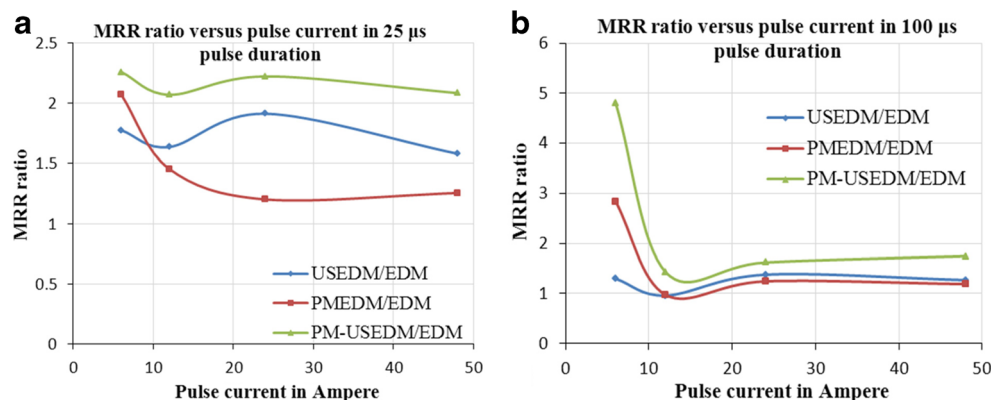 a
MRR ratio versus pulse current in 25 µs
pulse duration
2.5
2
1.5
1
0.5
0
MRR ratio
USEDM/EDM
PMEDM/EDM
PM-USEDM/EDM
0 10 20 30 40 50
Pulse current in Ampere
b
MRR ratio versus pulse current in 100 µs
pulse duration
6
5
4
3
2
1
0
MRR ratio
USEDM/EDM
PMEDM/EDM
PM-USEDM/EDM
0 10 20 30 40 50
Pulse current in Ampere